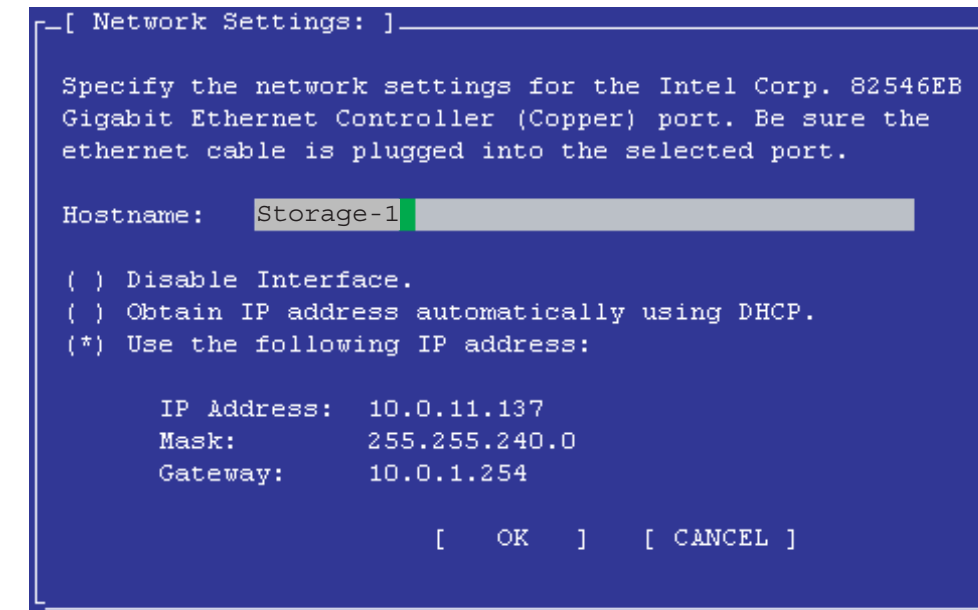 [ Network Settings: ]
Specify the network settings for the Intel Corp. 82546EB
Gigabit Ethernet Controller (Copper) port. Be sure the
ethernet cable is plugged into the selected port.
Hostname: Storage-1
( ) Disable Interface.
( ) Obtain IP address automatically using DHCP.
(*) Use the following IP address:
IP Address: 10.0.11.137
Mask: 255.255.240.0
Gateway: 10.0.1.254
[ OK ] [ CANCEL ]